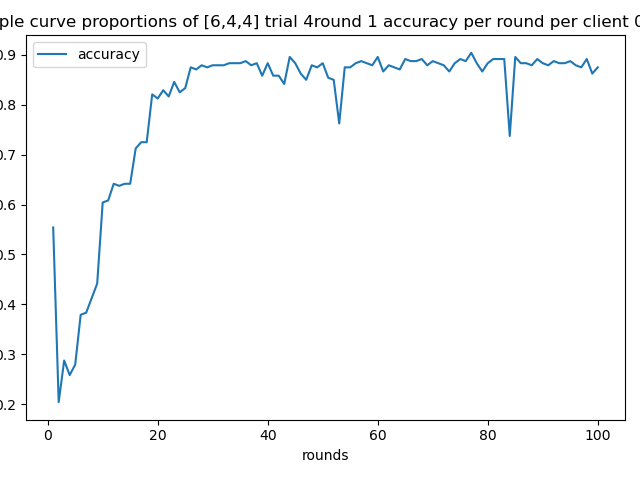 ple curve proportions of [6,4,4] trial 4round 1 accuracy per round per client 0
accuracy
0.9
0.8
0.7
0.6
0.5
0.4
0.3
0.2
0 20 40 60 80 100
rounds